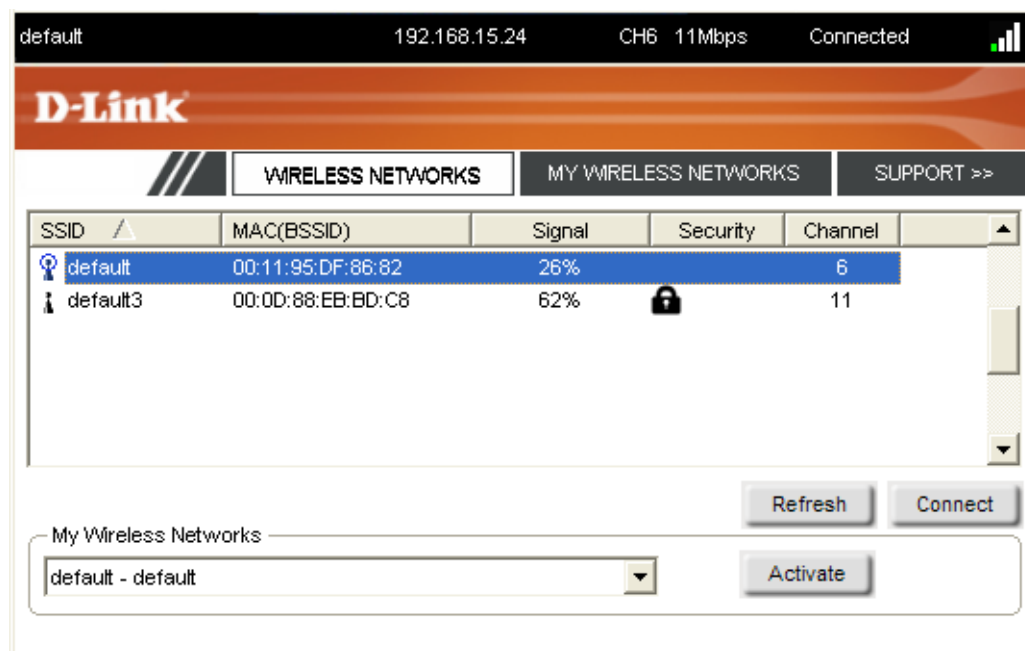 default 192.168.15.24 CH6 11Mbps Connected
D-Link
WIRELESS NETWORKS MY WIRELESS NETWORKS SUPPORT >>
SSID MAC(BSSID) Signal Security Channel
default 00:11:95:DF:86:82 26% 6
default3 00:0D:88:EB:BD:C8 62% 11
Refresh Connect
My Wireless Networks
default - default Activate